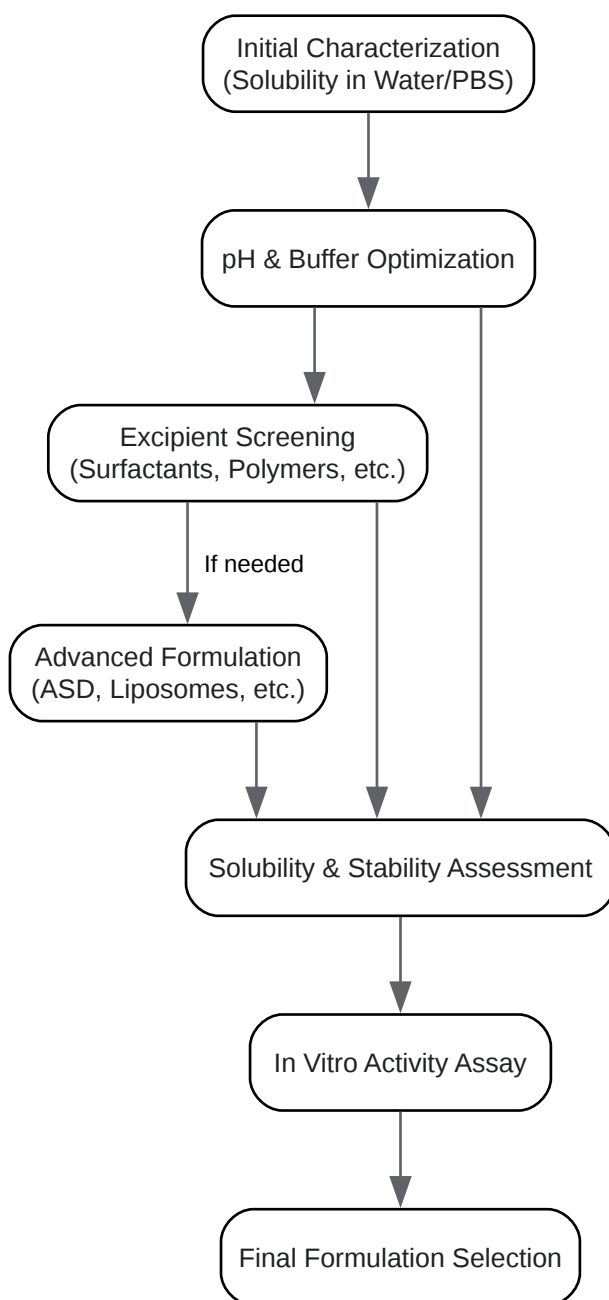 Initial Characterization
(Solubility in Water/PBS)
pH & Buffer Optimization
Excipient Screening
(Surfactants, Polymers, etc.)
If needed
Advanced Formulation
(ASD, Liposomes, etc.)
Solubility & Stability Assessment
In Vitro Activity Assay
Final Formulation Selection